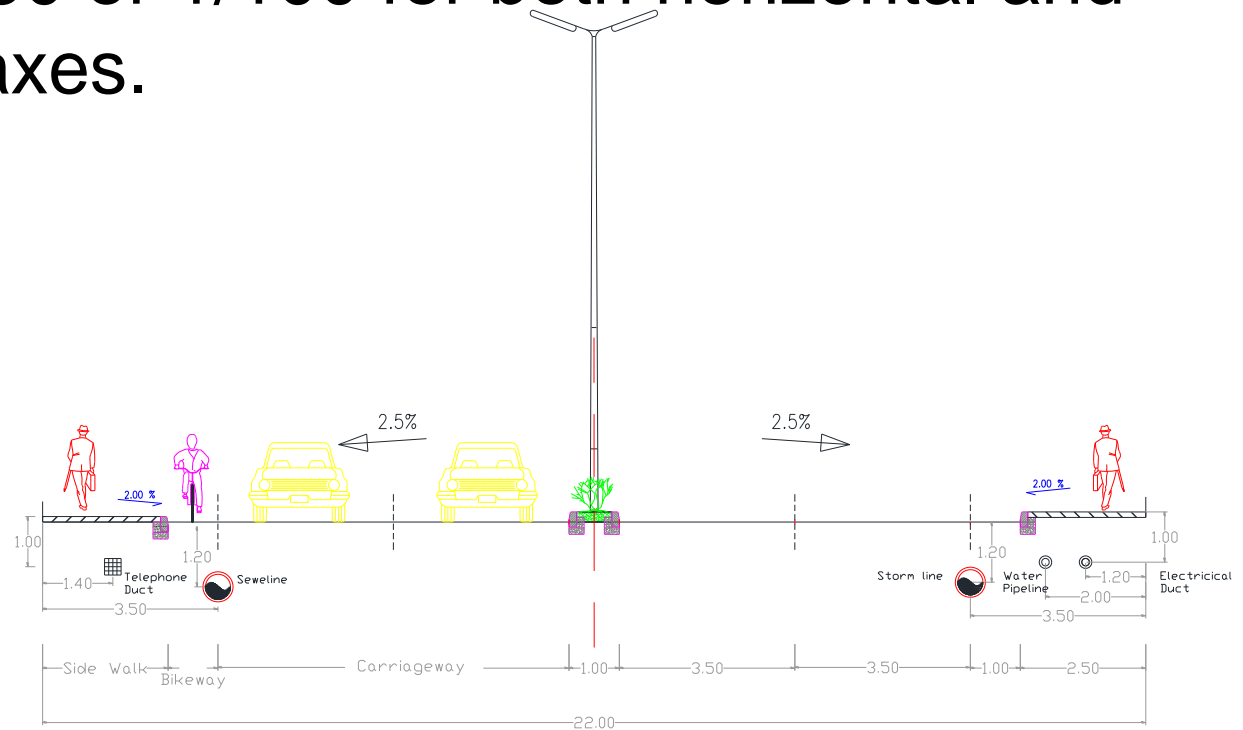 axes.
2.5%
2.5%
2.00 %
2.00 %
1.00
1.20
1.20
1.00
Telephone
Duct
Seweline
Storm line
Water
Pipeline
Electricical
Duct
1.40
1.20
2.00
3.50
3.50
Side Walk
Bikeway
Carriageway
1.00
3.50
3.50
1.00
2.50
22.00